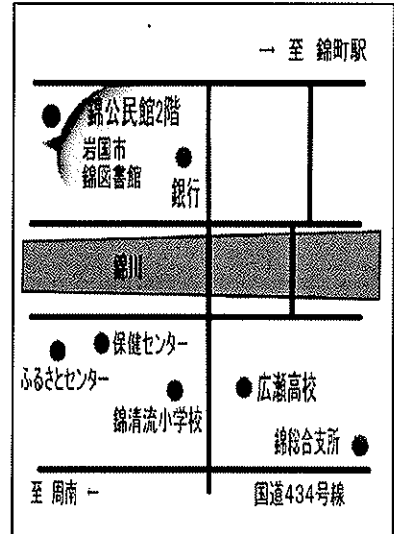 → 至 錦町駅
錦公民館2階
岩国市
錦図書館
銀行
錦川
保健センター
ふるさとセンター
錦清流小学校
広瀬高校
錦総合支所
至 周南 ←
国道434号線